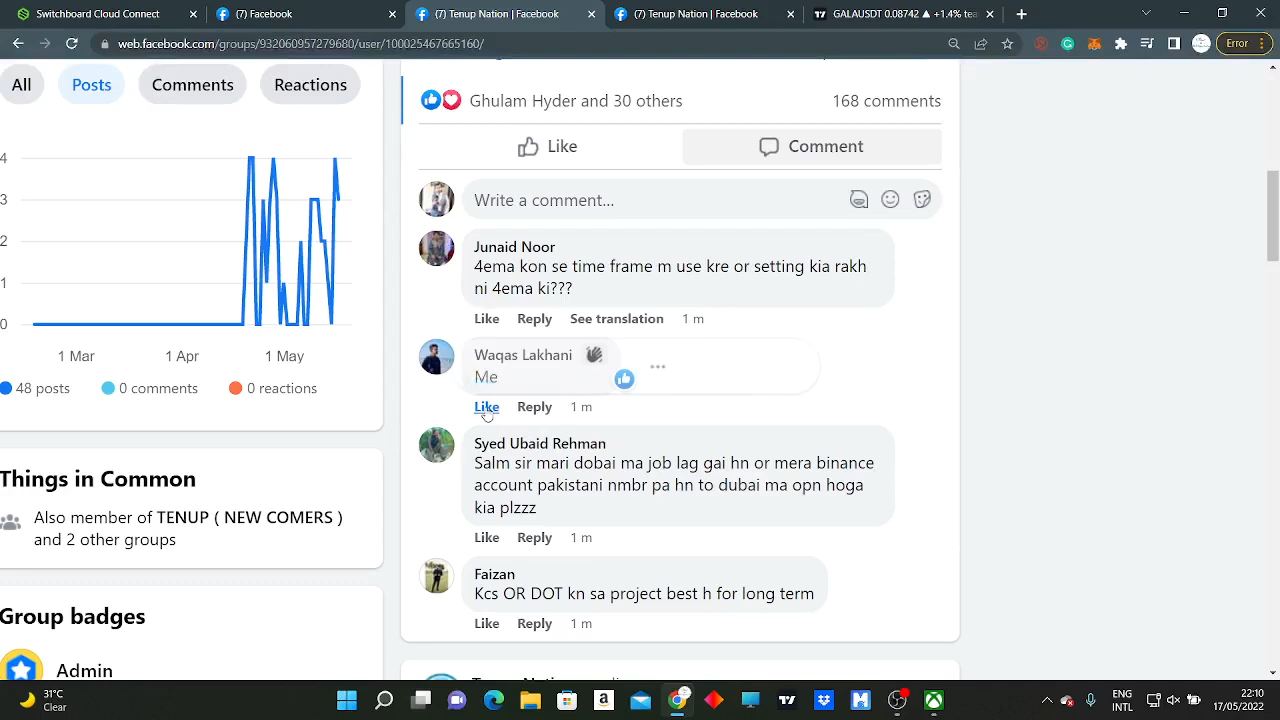 Switchboard Cloud Connect
(7) Facebook
(7) Tenup Nation | Facebook
(7) Tenup Nation | Facebook
GALAUSDT 0.08742 ▲ +1.4% tea
web.facebook.com/groups/932060957279680/user/100025467665160/
Error
All
Posts
Comments
Reactions
4
3
2
1
0
1 Mar
1 Apr
1 May
48 posts
0 comments
0 reactions
Things in Common
Also member of TENUP ( NEW COMERS )
and 2 other groups
Group badges
Admin
Ghulam Hyder and 30 others
168 comments
Like
Comment
Write a comment...
Junaid Noor
4ema kon se time frame m use kre or setting kia rakh
ni 4ema ki???
Like Reply See translation 1 m
Waqas Lakhani
Me
Like Reply 1 m
Syed Ubaid Rehman
Salm sir mari dobai ma job lag gai hn or mera binance
account pakistani nmbr pa hn to dubai ma opn hoga
kia plzzz
Like Reply 1 m
Faizan
Kcs OR DOT kn sa project best h for long term
Like Reply 1 m
31°C
Clear
ENG
INTL
22:10
17/05/2022